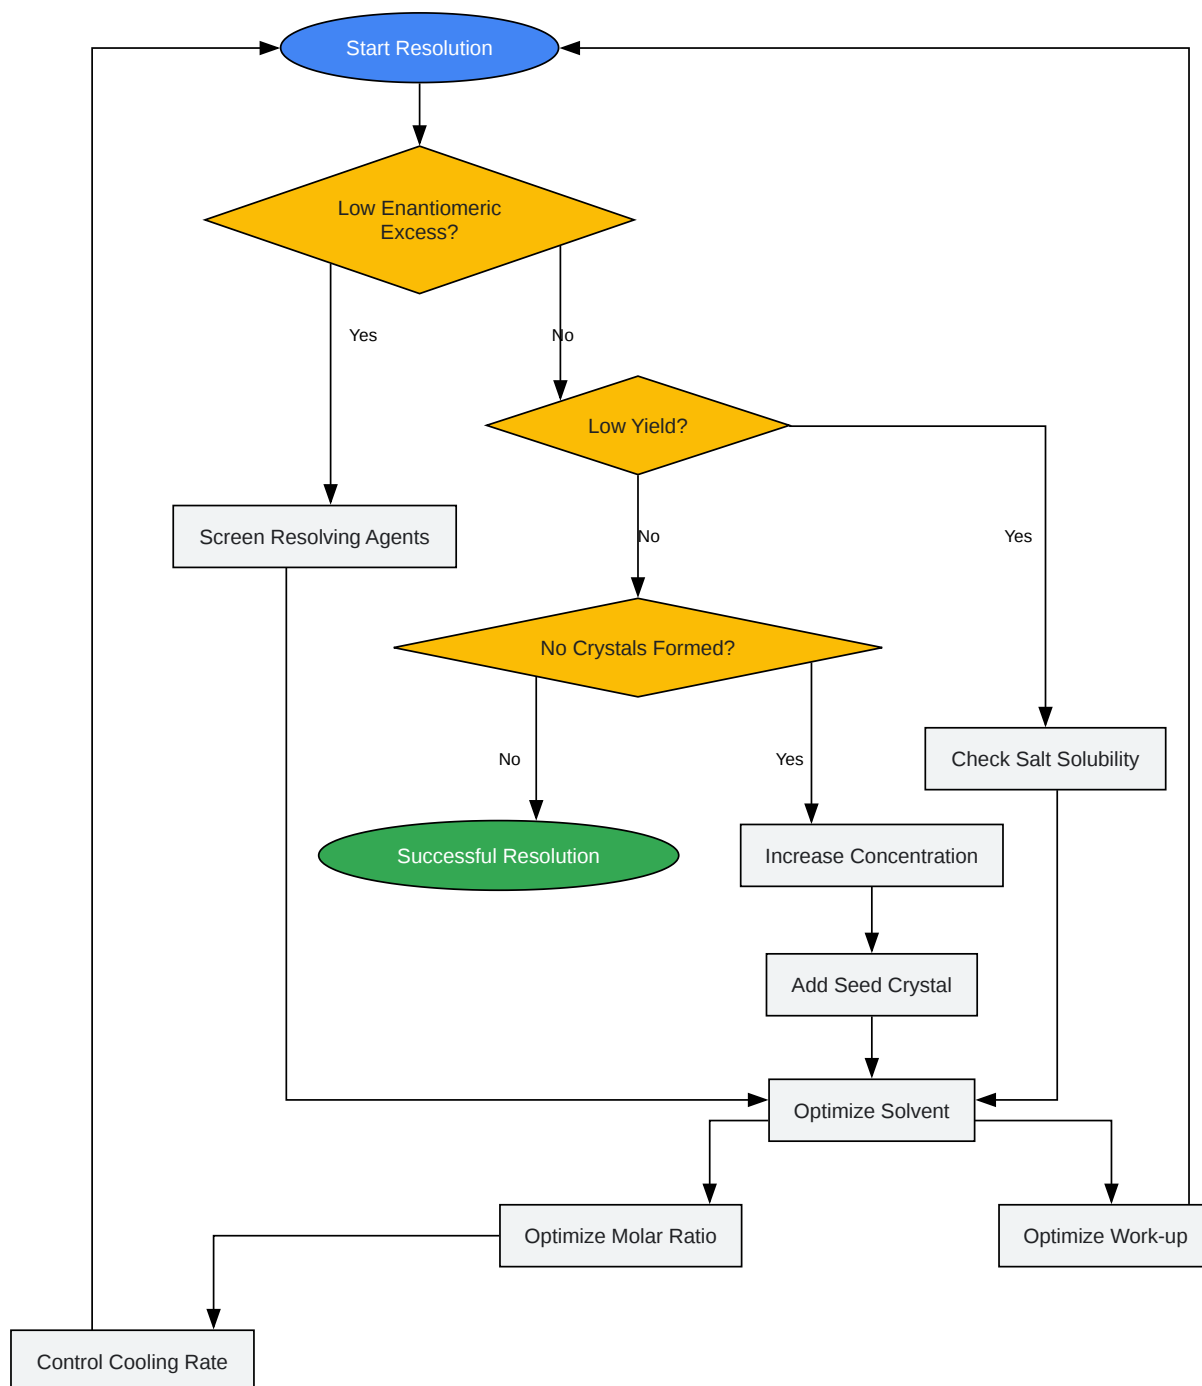 Start Resolution
Low Enantiomeric
Excess?
Yes
No
Low Yield?
Screen Resolving Agents
No
Yes
No Crystals Formed?
No
Yes
Check Salt Solubility
Successful Resolution
Increase Concentration
Add Seed Crystal
Optimize Solvent
Optimize Molar Ratio
Optimize Work-up
Control Cooling Rate